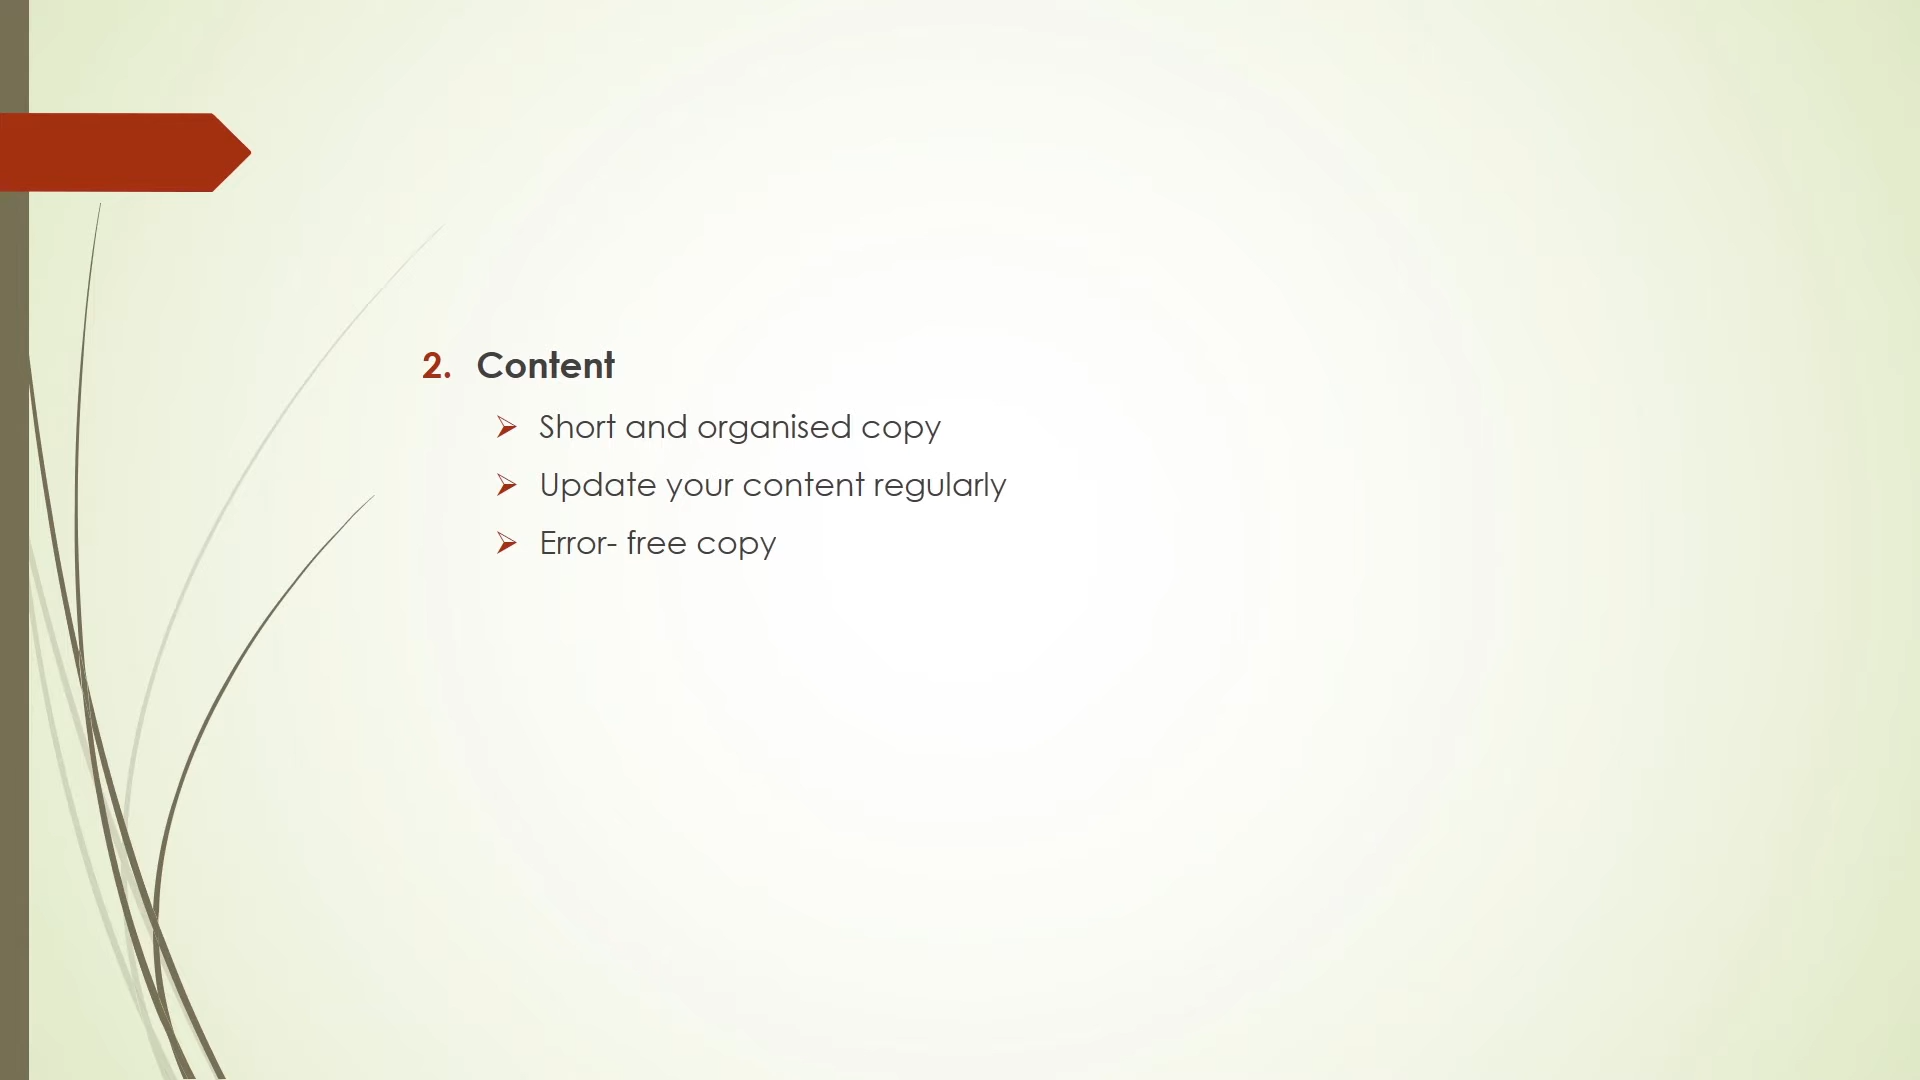 2. Content
Short and organised copy
Update your content regularly
Error- free copy